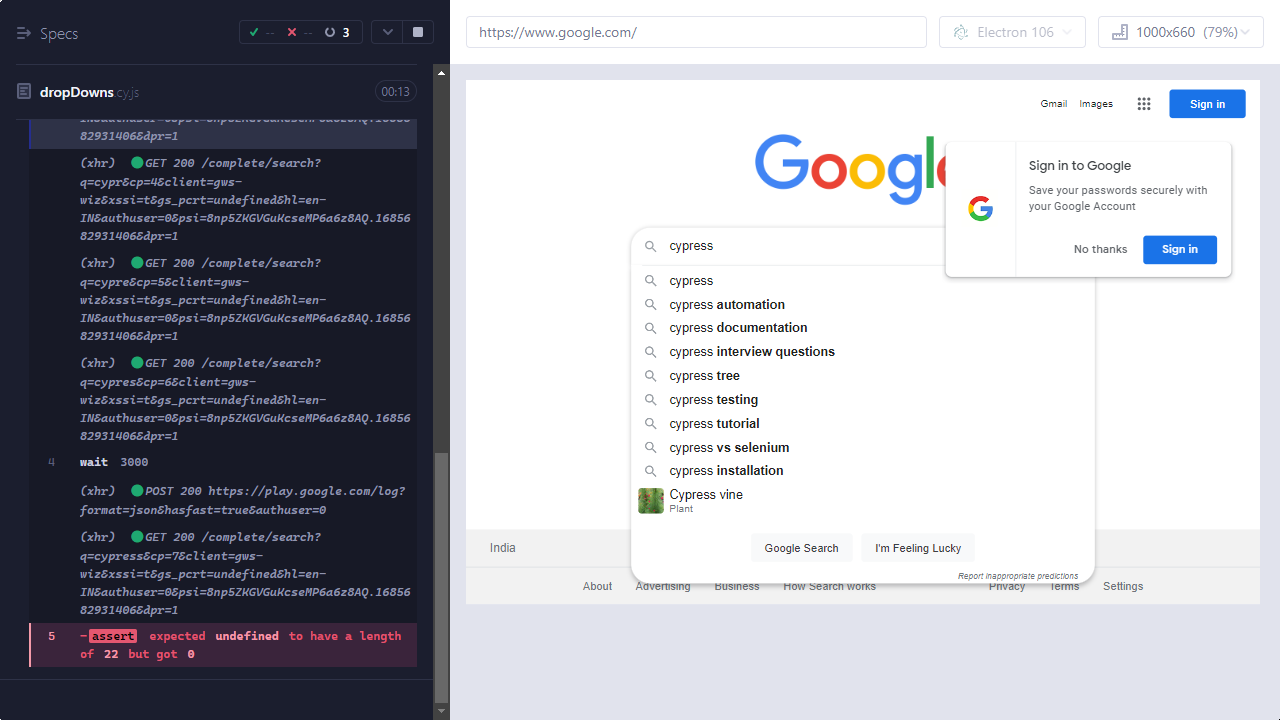 Specs
--
--
3
dropDowns cy.js
00:13
82931406&dpr=1
(xhr) GET 200 /complete/search?
q=cypr&cp=4&client=gws-
wiz&xssi=t&gs_pcrt=undefined&hl=en-
IN&authuser=0&psi=8np5ZKGVGuKcseMP6a6z8AQ.16856
82931406&dpr=1
(xhr) GET 200 /complete/search?
q=cypre&cp=5&client=gws-
wiz&xssi=t&gs_pcrt=undefined&hl=en-
IN&authuser=0&psi=8np5ZKGVGuKcseMP6a6z8AQ.16856
82931406&dpr=1
(xhr) GET 200 /complete/search?
q=cypres&cp=6&client=gws-
wiz&xssi=t&gs_pcrt=undefined&hl=en-
IN&authuser=0&psi=8np5ZKGVGuKcseMP6a6z8AQ.16856
82931406&dpr=1
4 wait 3000
(xhr) POST 200 https://play.google.com/log?
format=json&hasfast=true&authuser=0
(xhr) GET 200 /complete/search?
q=cypress&cp=7&client=gws-
wiz&xssi=t&gs_pcrt=undefined&hl=en-
IN&authuser=0&psi=8np5ZKGVGuKcseMP6a6z8AQ.16856
82931406&dpr=1
5 -assert expected undefined to have a length
of 22 but got 0
https://www.google.com/
Electron 106
1000x660 (79%)
Gmail
Images
Sign in
Google
Sign in to Google
Save your passwords securely with
your Google Account
No thanks
Sign in
cypress
cypress
cypress automation
cypress documentation
cypress interview questions
cypress tree
cypress testing
cypress tutorial
cypress vs selenium
cypress installation
Cypress vine
Plant
Google Search
I'm Feeling Lucky
Report inappropriate predictions
India
About
Advertising
Business
How Search works
Privacy
Terms
Settings